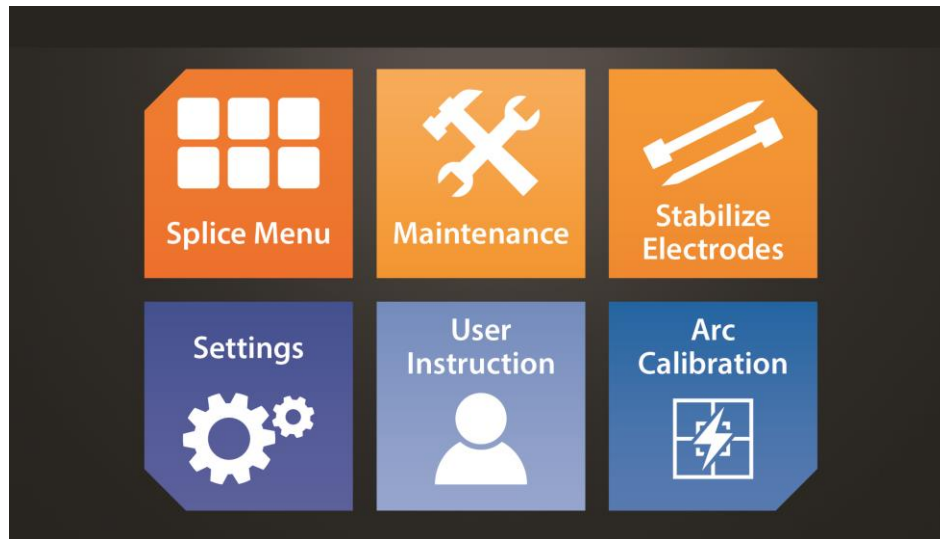 Splice Menu
Maintenance
Stabilize
Electrodes
Settings
User
Instruction
Arc
Calibration